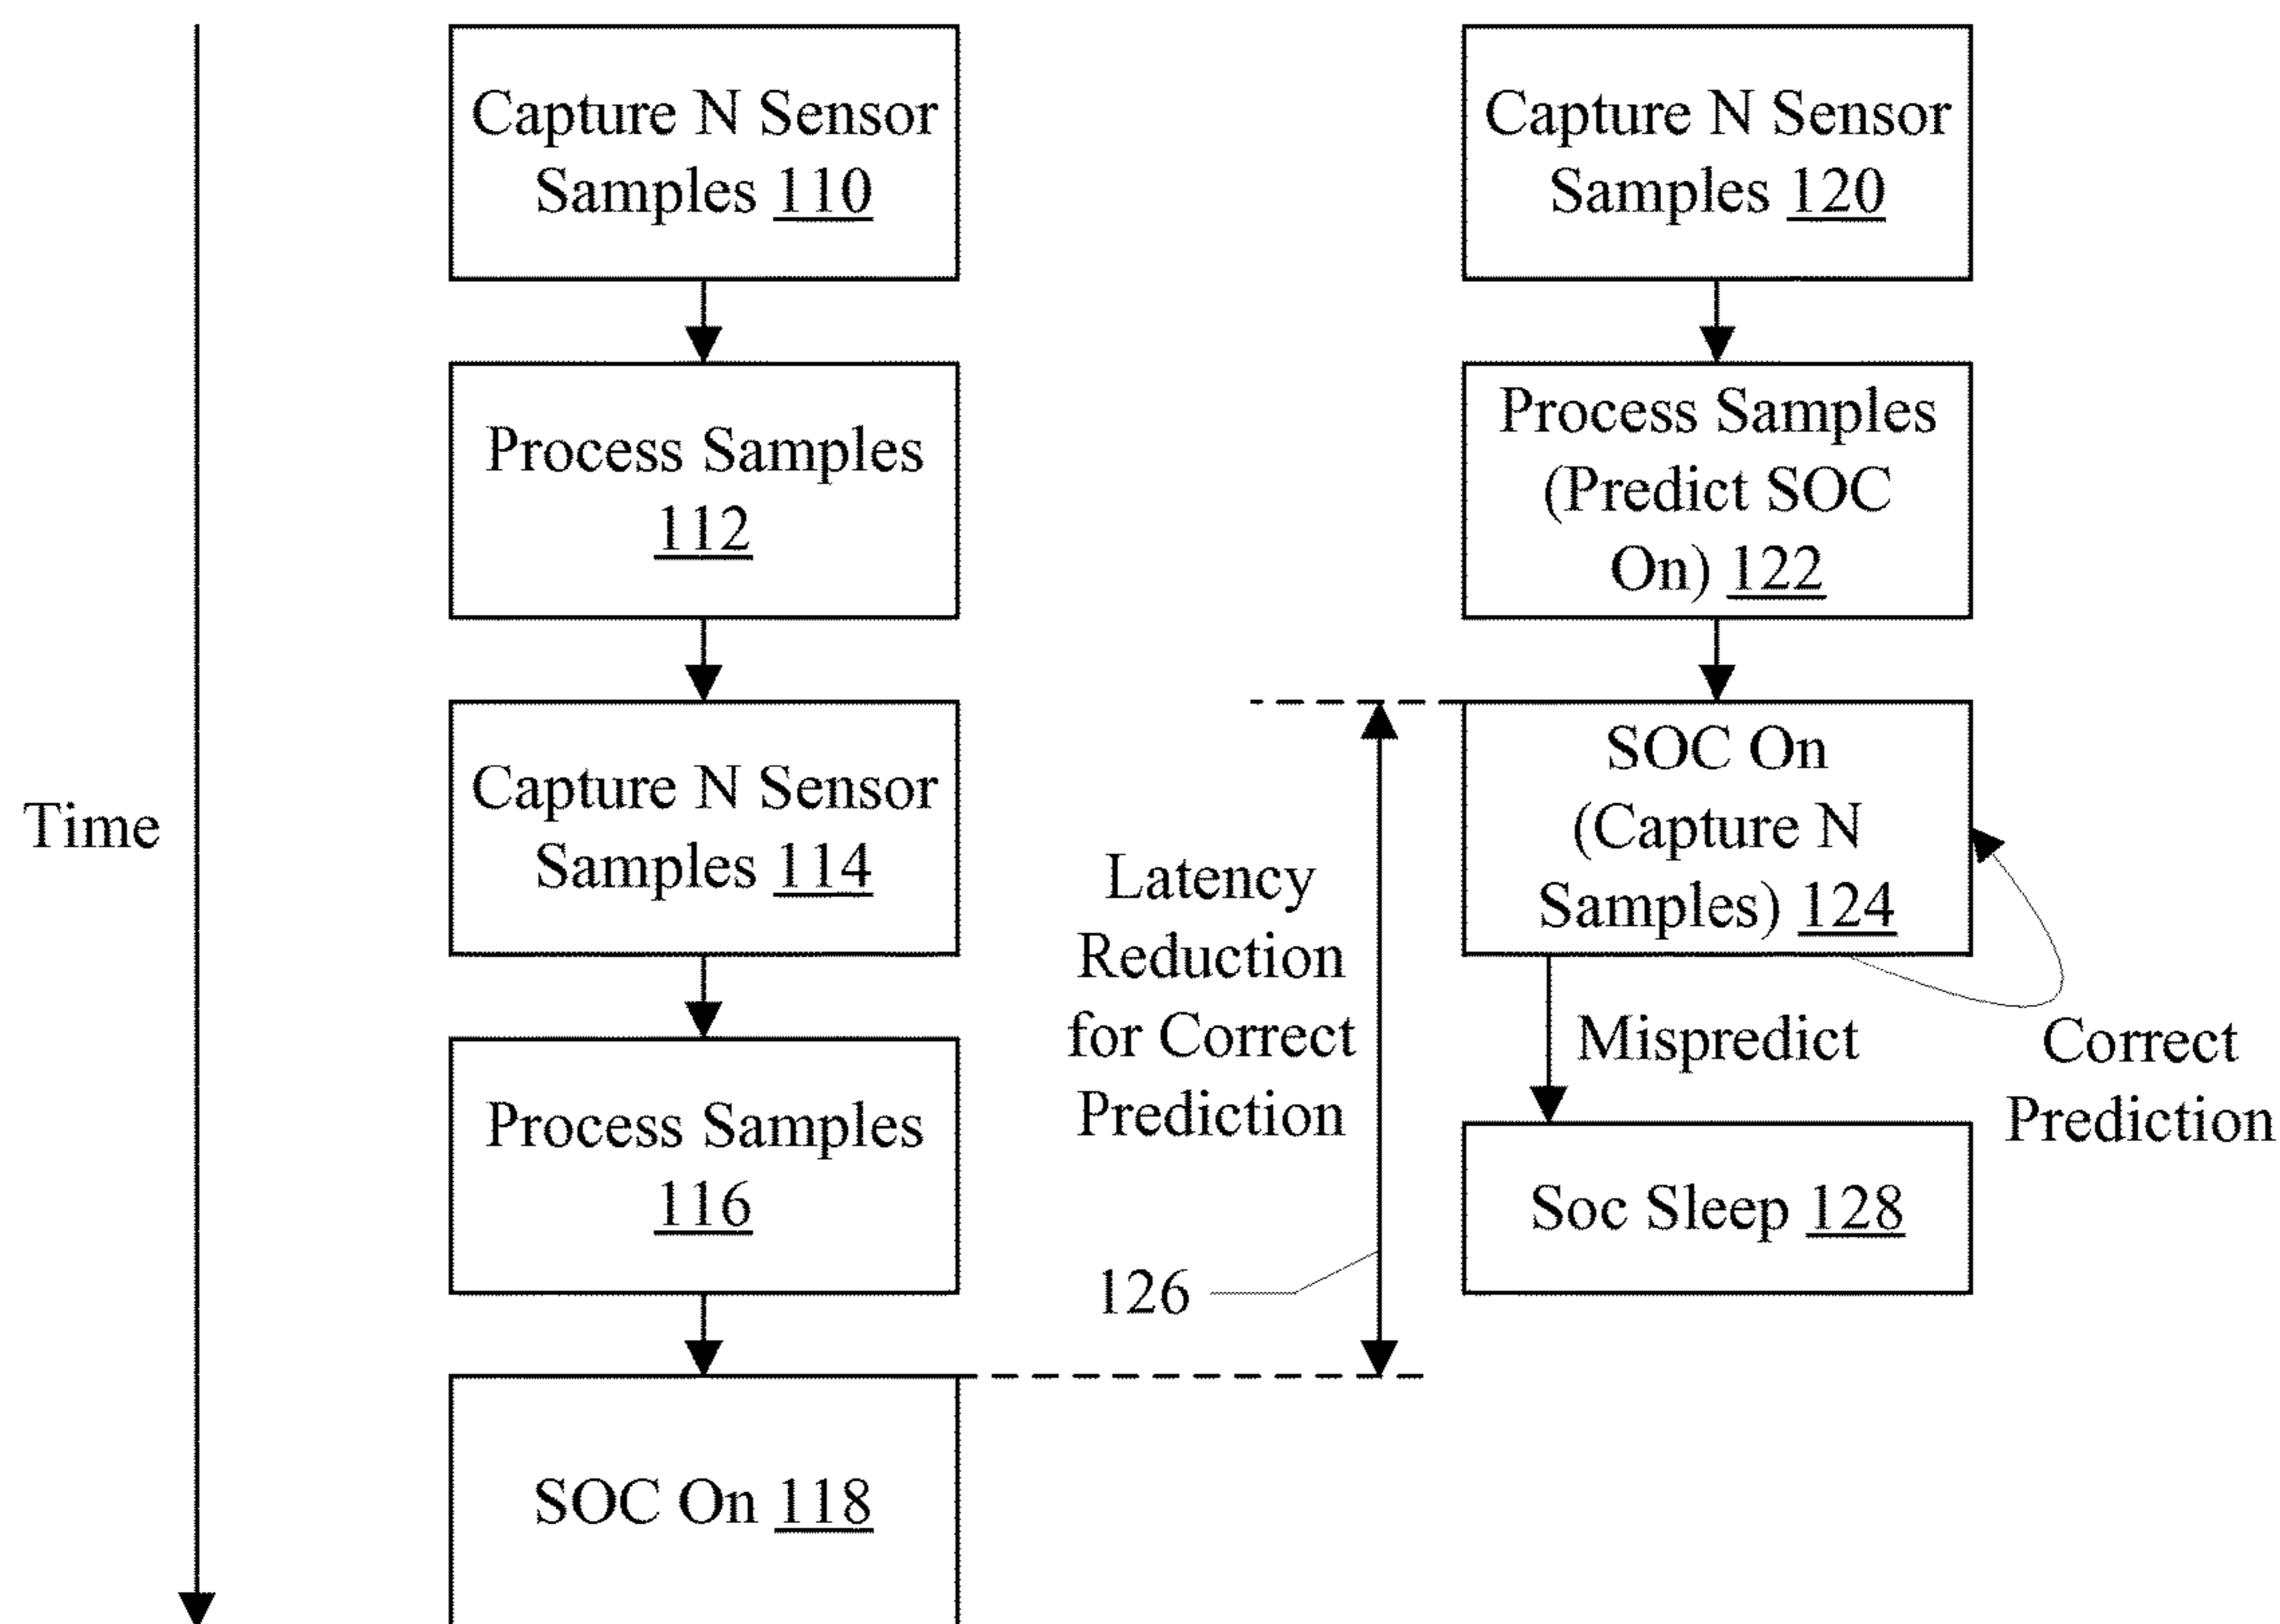 Time
Capture N Sensor
Samples 110
Process Samples
112
Capture N Sensor
Samples 114
Process Samples
116
SOC On 118
Latency
Reduction
for Correct
Prediction
126
Capture N Sensor
Samples 120
Process Samples
(Predict SOC
On) 122
SOC On
(Capture N
Samples) 124
Mispredict
Correct
Prediction
Soc Sleep 128